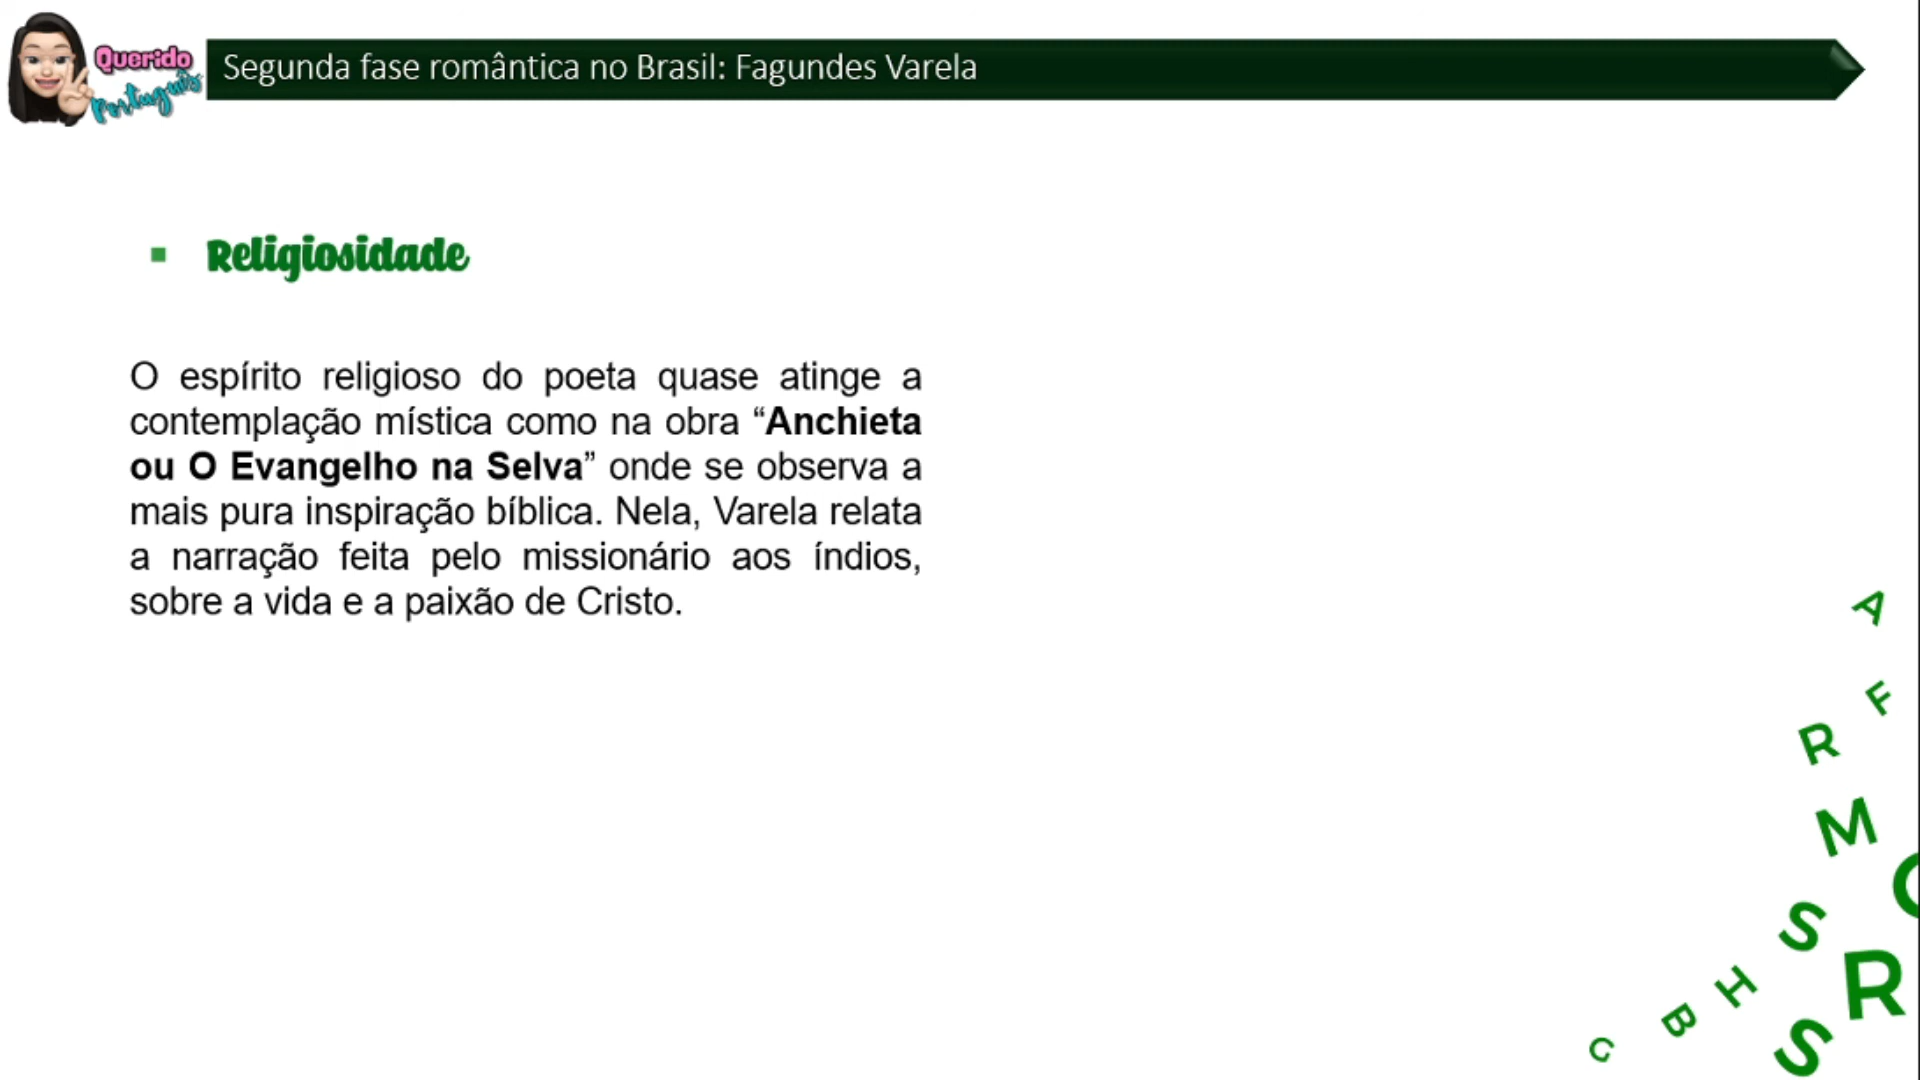 Querido
Português
Segunda fase romântica no Brasil: Fagundes Varela
Religiosidade
O espírito religioso do poeta quase atinge a
contemplação mística como na obra “Anchieta
ou O Evangelho na Selva” onde se observa a
mais pura inspiração bíblica. Nela, Varela relata
a narração feita pelo missionário aos índios,
sobre a vida e a paixão de Cristo.
A
F
R
M
S
R
H
B
G
S